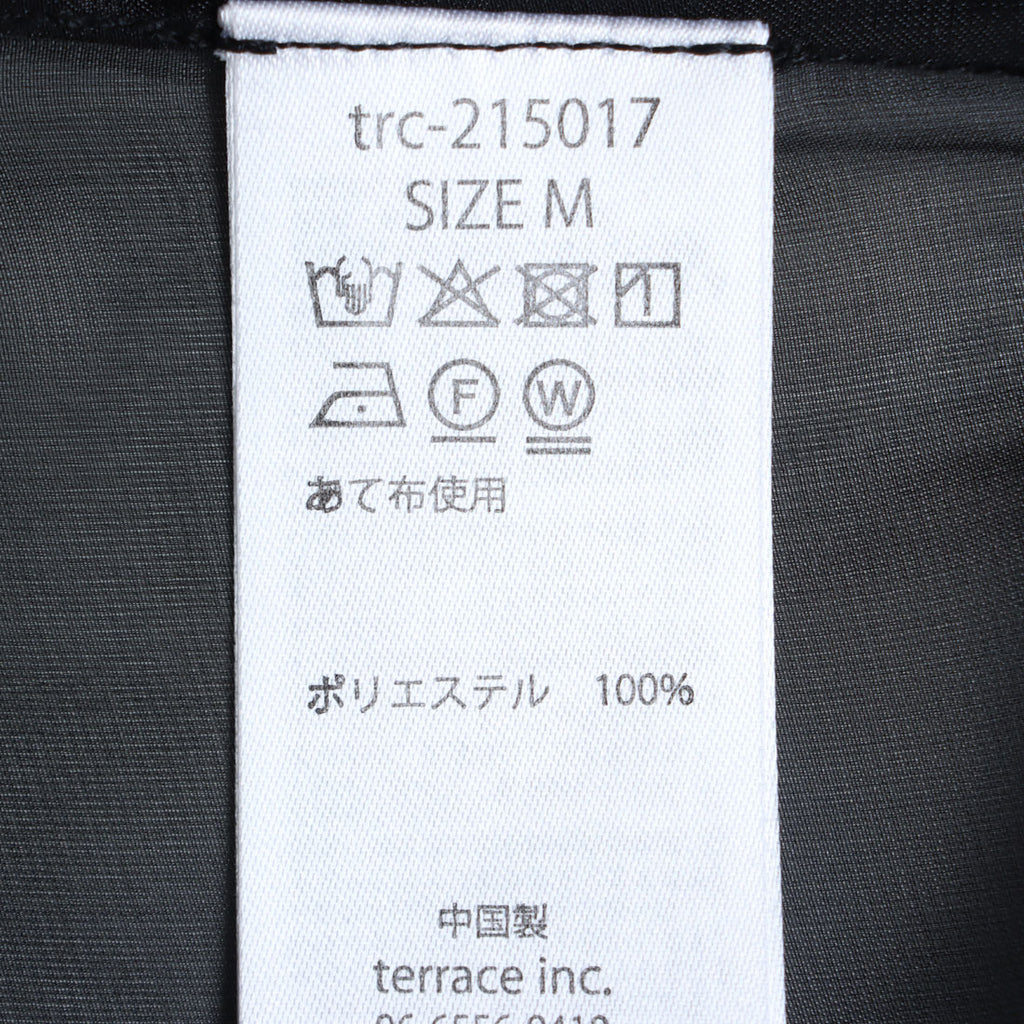 trc-215017
SIZE M
F W
あて布使用
ポリエステル 100%
中国製
terrace inc.